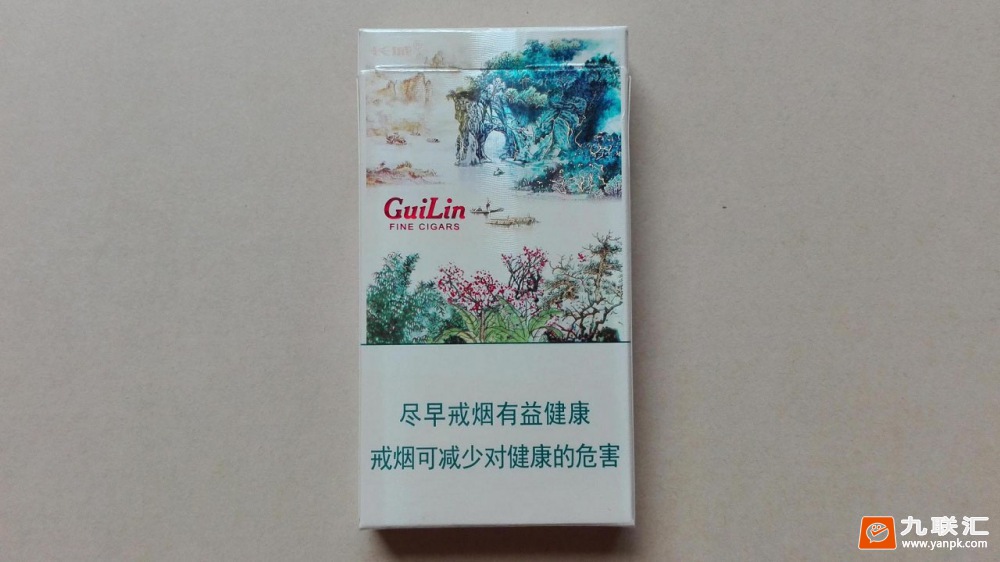 GuiLin
FINE CIGARS
尽早戒烟有益健康
戒烟可减少对健康的危害
九联汇
www.yanpk.com